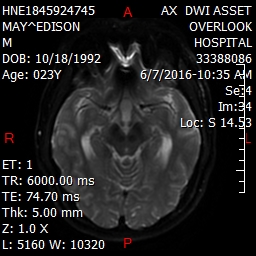 HNE1845924745
AX DWI ASSET
MAY^EDISON
OVERLOOK
M
HOSPITAL
DOB: 10/18/1992
33388086
Age: 023Y
6/7/2016-10:35 AM
Se:4
Im:34
Loc: S 14.53
A
R
L
ET: 1
TR: 6000.00 ms
TE: 74.70 ms
Thk: 5.00 mm
Z: 1.0 X
L: 5160 W: 10320
P